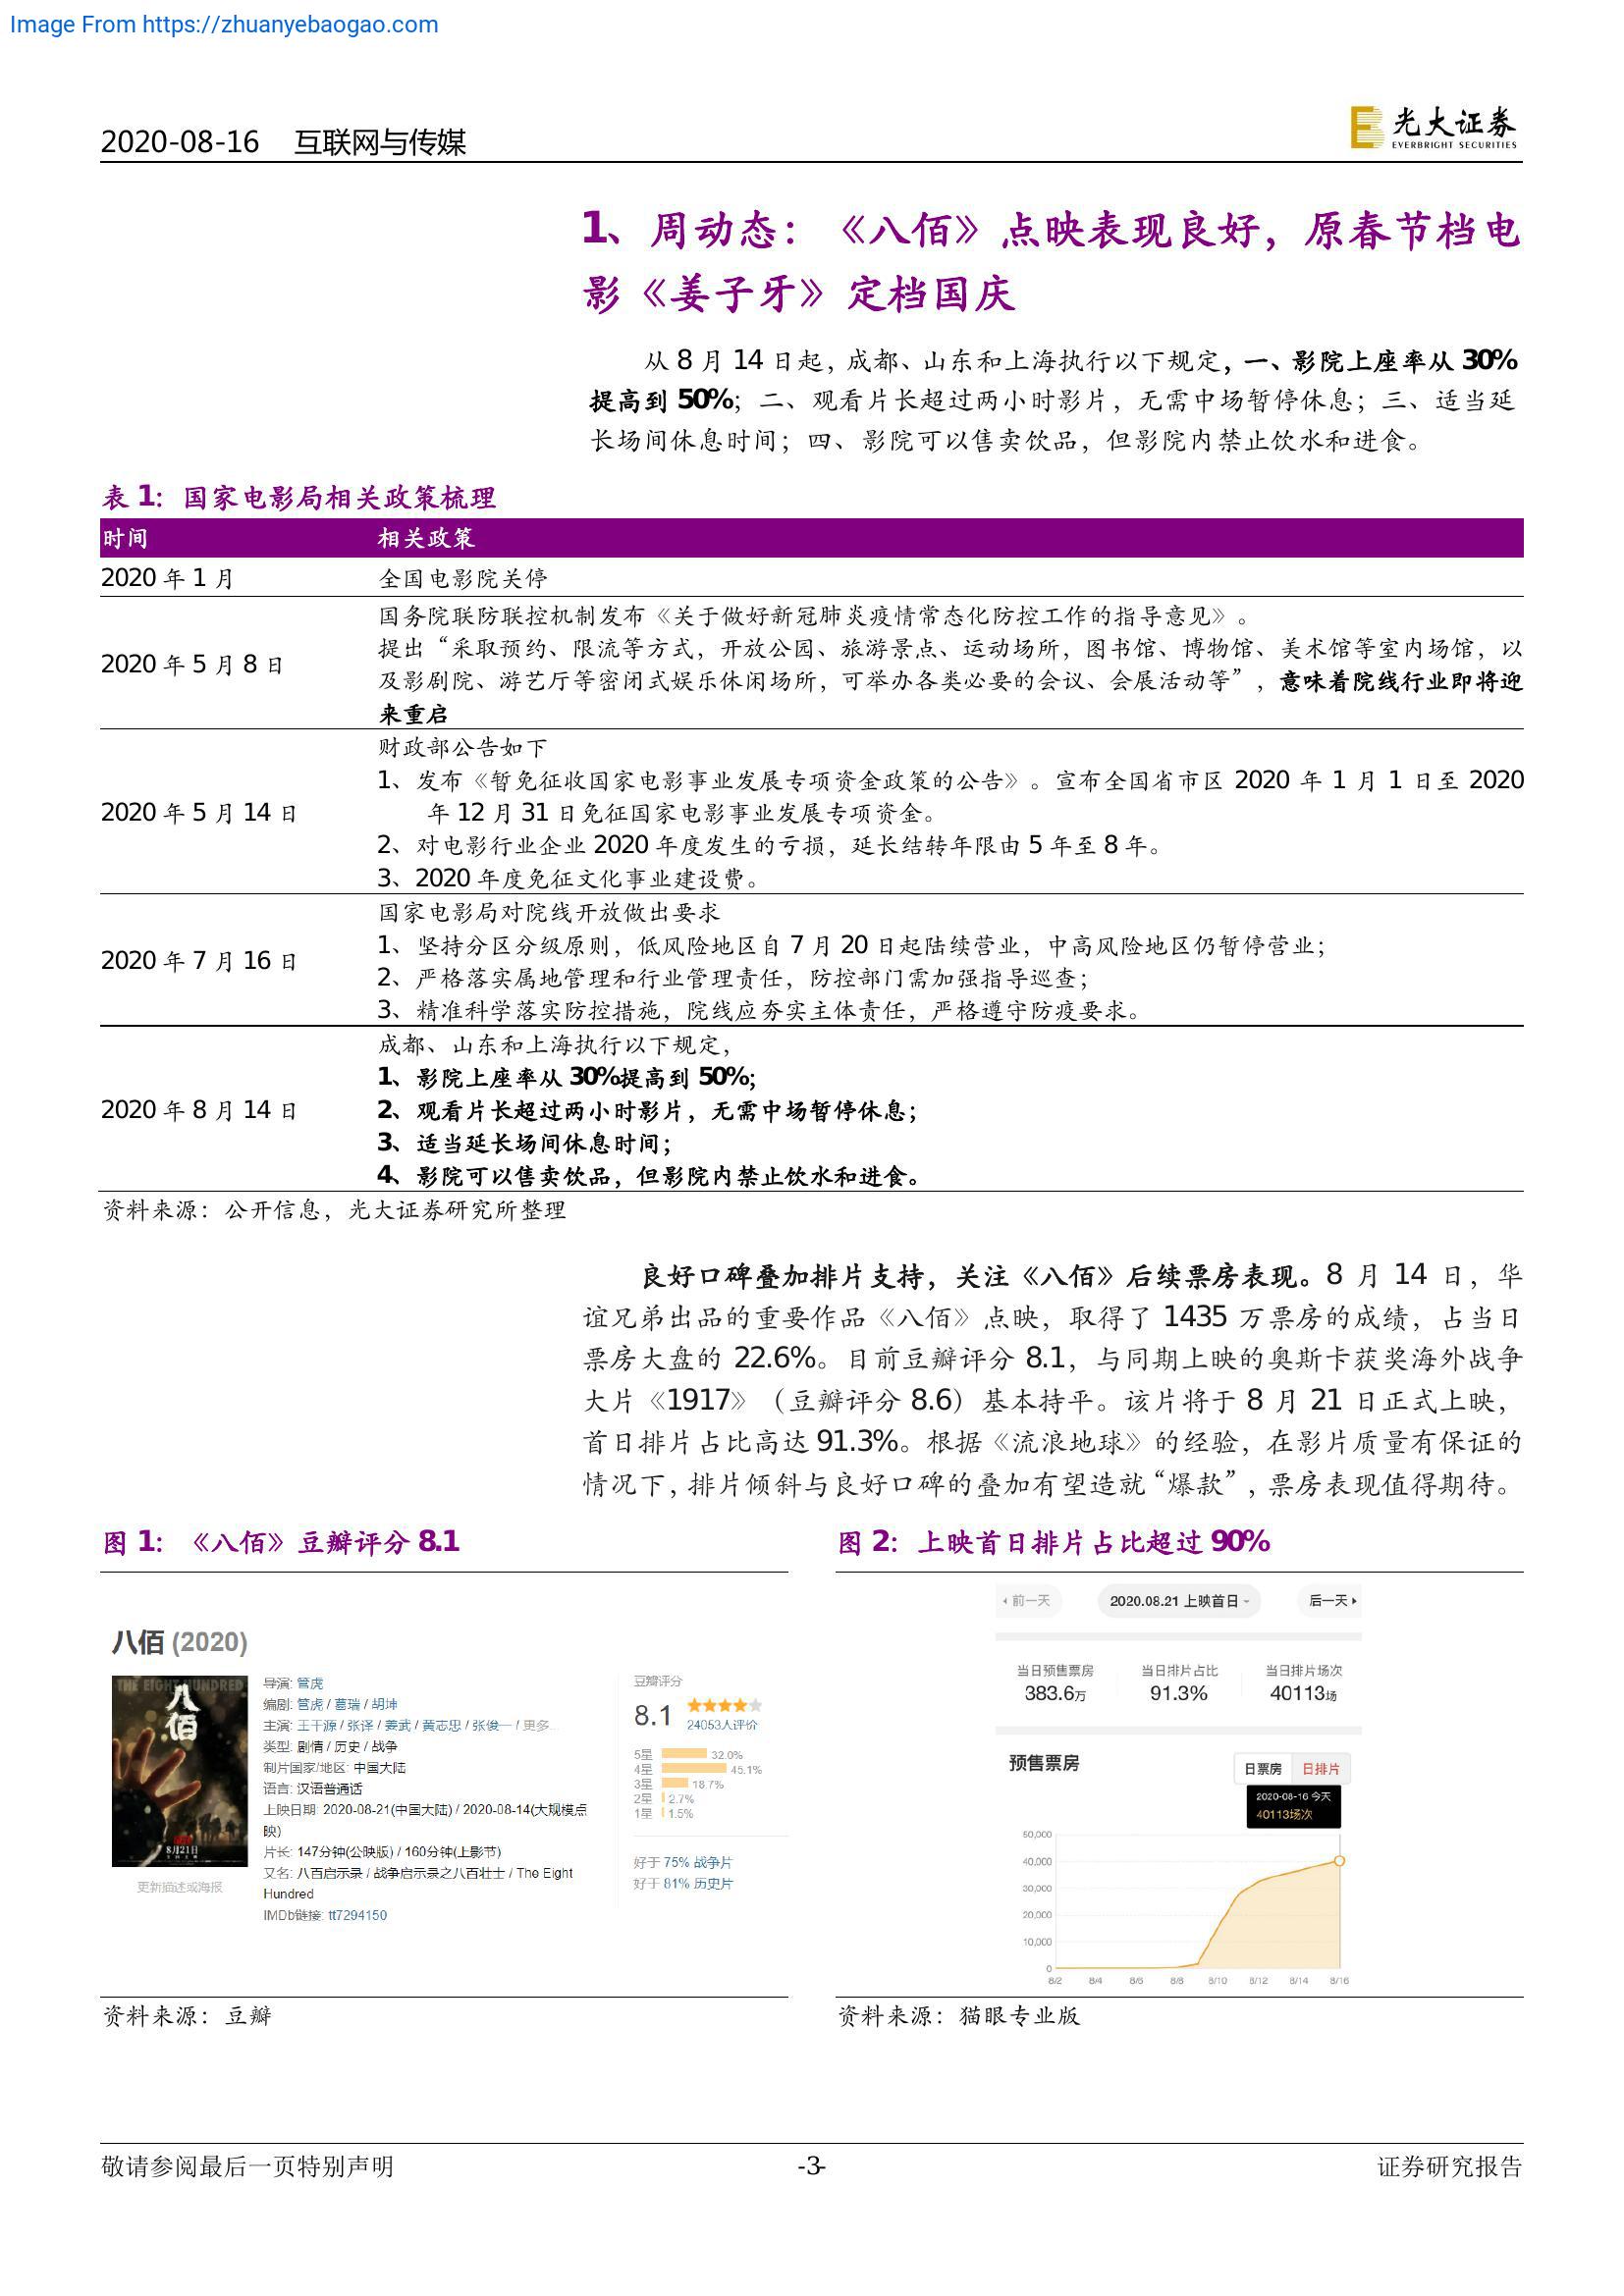 Image From https://zhuanyebaogao.com
2020-08-16 互联网与传媒
光大证券
EVERBRIGHT SECURITIES
1、周动态：《八佰》点映表现良好，原春节档电
影《姜子牙》定档国庆
从 8 月 14 日起，成都、山东和上海执行以下规定，一、影院上座率从 30%
提高到 50%；二、观看片长超过两小时影片，无需中场暂停休息；三、适当延
长场间休息时间；四、影院可以售卖饮品，但影院内禁止饮水和进食。
表 1：国家电影局相关政策梳理
时间 相关政策
2020 年 1 月 全国电影院关停
2020 年 5 月 8 日
国务院联防联控机制发布《关于做好新冠肺炎疫情常态化防控工作的指导意见》。
提出“采取预约、限流等方式，开放公园、旅游景点、运动场所，图书馆、博物馆、美术馆等室内场馆，以
及影剧院、游艺厅等密闭式娱乐休闲场所，可举办各类必要的会议、会展活动等”，意味着院线行业即将迎
来重启
2020 年 5 月 14 日
财政部公告如下
1、发布《暂免征收国家电影事业发展专项资金政策的公告》。宣布全国省市区 2020 年 1 月 1 日至 2020
年 12 月 31 日免征国家电影事业发展专项资金。
2、对电影行业企业 2020 年度发生的亏损，延长结转年限由 5 年至 8 年。
3、2020 年度免征文化事业建设费。
2020 年 7 月 16 日
国家电影局对院线开放做出要求
1、坚持分区分级原则，低风险地区自 7 月 20 日起陆续营业，中高风险地区仍暂停营业；
2、严格落实属地管理和行业管理责任，防控部门需加强指导巡查；
3、精准科学落实防控措施，院线应夯实主体责任，严格遵守防疫要求。
2020 年 8 月 14 日
成都、山东和上海执行以下规定，
1、影院上座率从 30%提高到 50%；
2、观看片长超过两小时影片，无需中场暂停休息；
3、适当延长场间休息时间；
4、影院可以售卖饮品，但影院内禁止饮水和进食。
资料来源：公开信息，光大证券研究所整理
良好口碑叠加排片支持，关注《八佰》后续票房表现。8 月 14 日，华
谊兄弟出品的重要作品《八佰》点映，取得了 1435 万票房的成绩，占当日
票房大盘的 22.6%。目前豆瓣评分 8.1，与同期上映的奥斯卡获奖海外战争
大片《1917》（豆瓣评分 8.6）基本持平。该片将于 8 月 21 日正式上映，
首日排片占比高达 91.3%。根据《流浪地球》的经验，在影片质量有保证的
情况下，排片倾斜与良好口碑的叠加有望造就“爆款”，票房表现值得期待。
图 1：《八佰》豆瓣评分 8.1
八佰 (2020)
THE EIGHT HUNDRED
八佰
8月21日
更新描述或海报
导演: 管虎
编剧: 管虎 / 葛瑞 / 胡坤
主演: 王千源 / 张译 / 姜武 / 黄志忠 / 张俊一 / 更多...
类型: 剧情 / 历史 / 战争
制片国家/地区: 中国大陆
语言: 汉语普通话
上映日期: 2020-08-21(中国大陆) / 2020-08-14(大规模点
映)
片长: 147分钟(公映版) / 160分钟(上影节)
又名: 八百启示录 / 战争启示录之八百壮士 / The Eight
Hundred
IMDb链接: tt7294150
豆瓣评分
8.1
24053人评价
5星 32.0%
4星 45.1%
3星 18.7%
2星 2.7%
1星 1.5%
好于 75% 战争片
好于 81% 历史片
资料来源：豆瓣
图 2：上映首日排片占比超过 90%
前一天 2020.08.21 上映首日 后一天
当日预售票房 当日排片占比 当日排片场次
383.6万 91.3% 40113场
预售票房
日票房 日排片
2020-08-16 今天
40113场次
50,000
40,000
30,000
20,000
10,000
0
8/2 8/4 8/6 8/8 8/10 8/12 8/14 8/16
资料来源：猫眼专业版
敬请参阅最后一页特别声明 -3- 证券研究报告